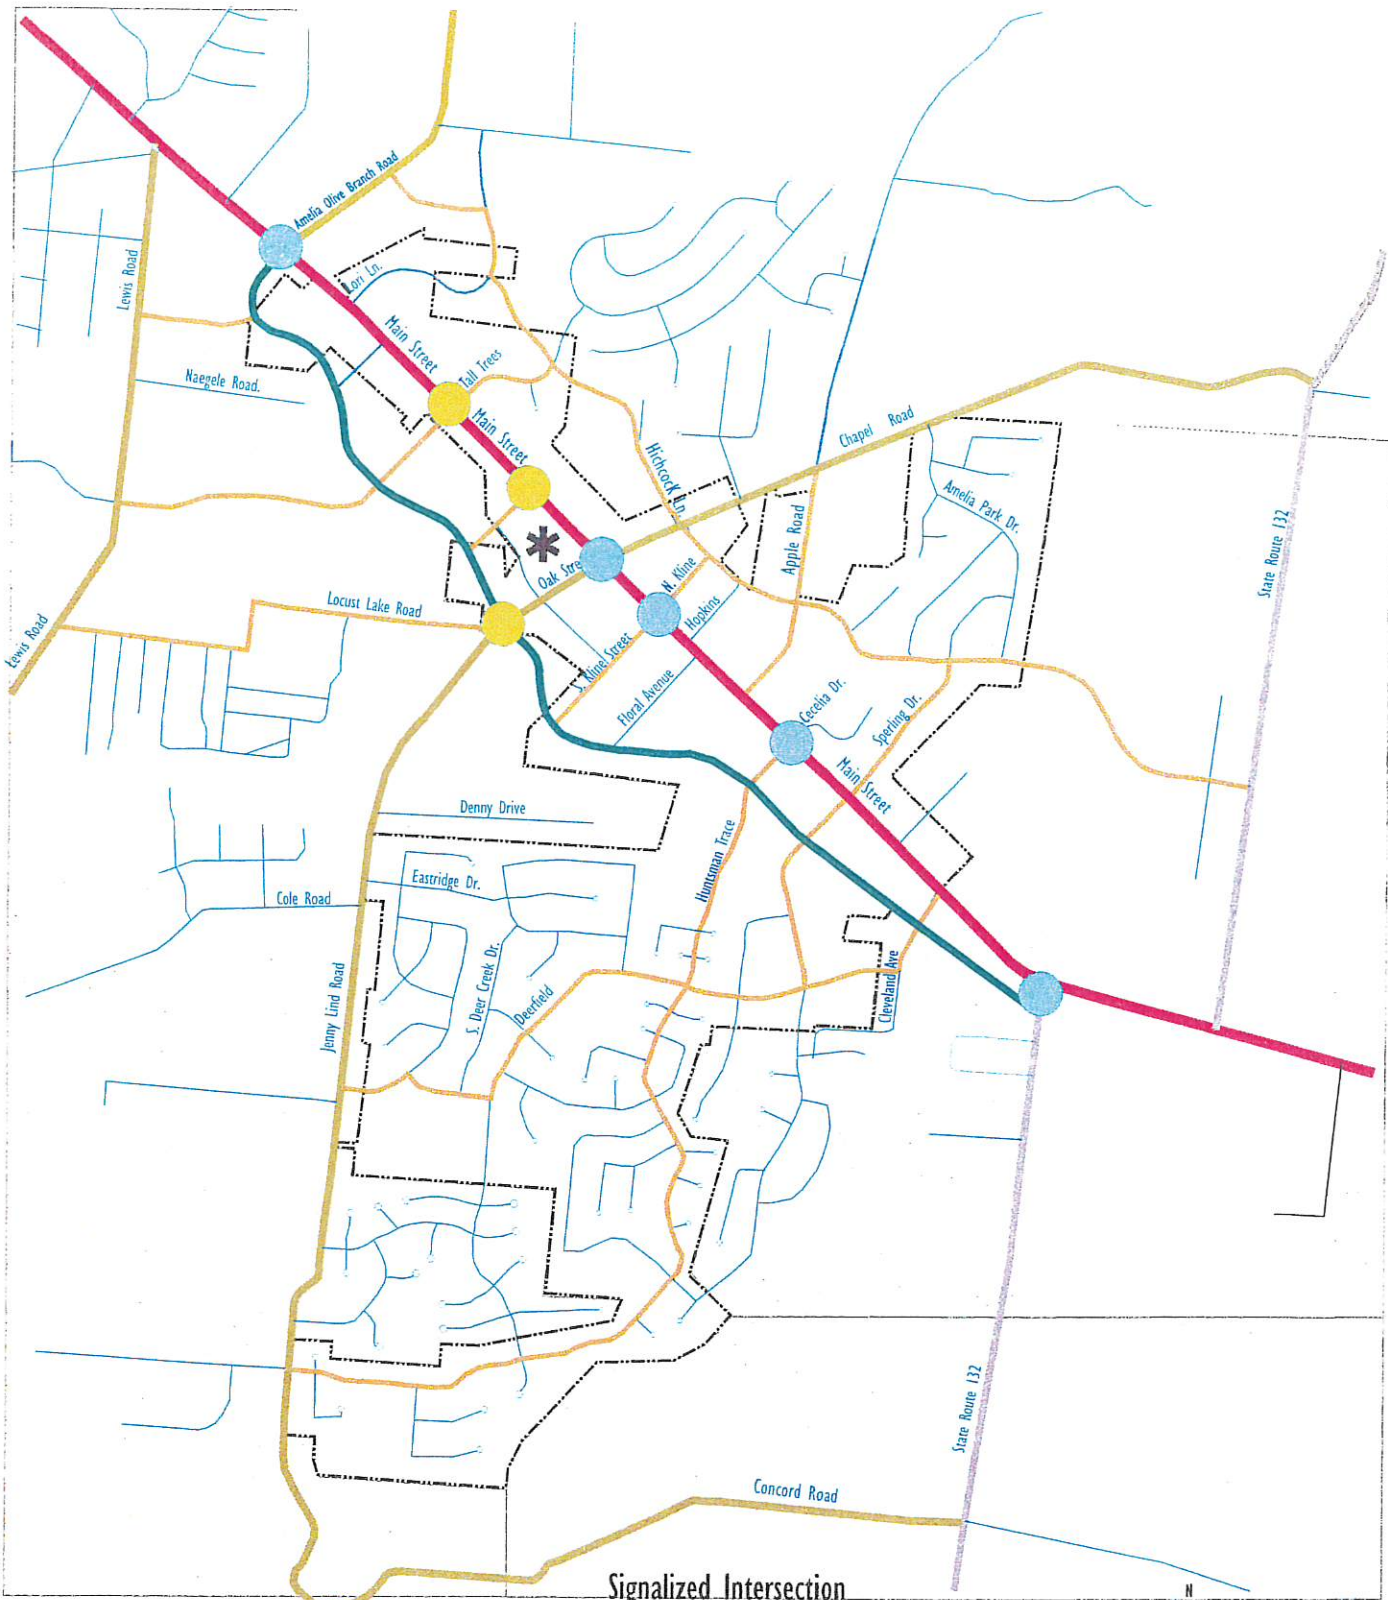 Amelia Olive Branch Road
Lewis Road
Lori Ln.
Main Street
Tall Trees
Naegele Road.
Main Street
Chapel Road
Hichcock Ln.
Amelia Park Dr.
Apple Road
State Route 132
Oak Stre
N. Kline
Hopkins
Locust Lake Road
Lewis Road
S. Klinel Street
Floral Avenue
Cecelia Dr.
Sperling Dr.
Main Street
Denny Drive
Huntsman Trace
Eastridge Dr.
Cole Road
S. Deer Creek Dr.
Deerfield
Cleveland Ave
Jenny Lind Road
State Route 132
Concord Road
Signalized Intersection
N